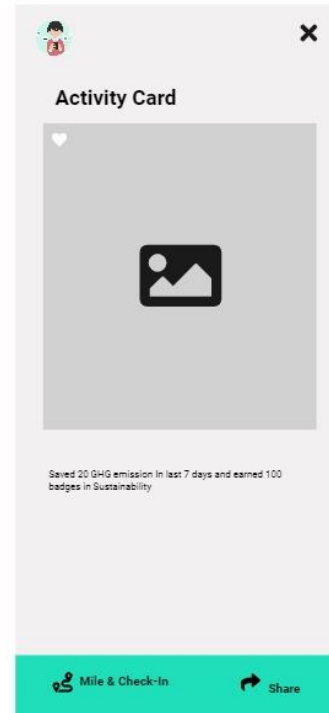 Activity Card
Saved 20 GHG emission In last 7 days and earned 100
badges in Sustainability
Mile & Check-In
Share